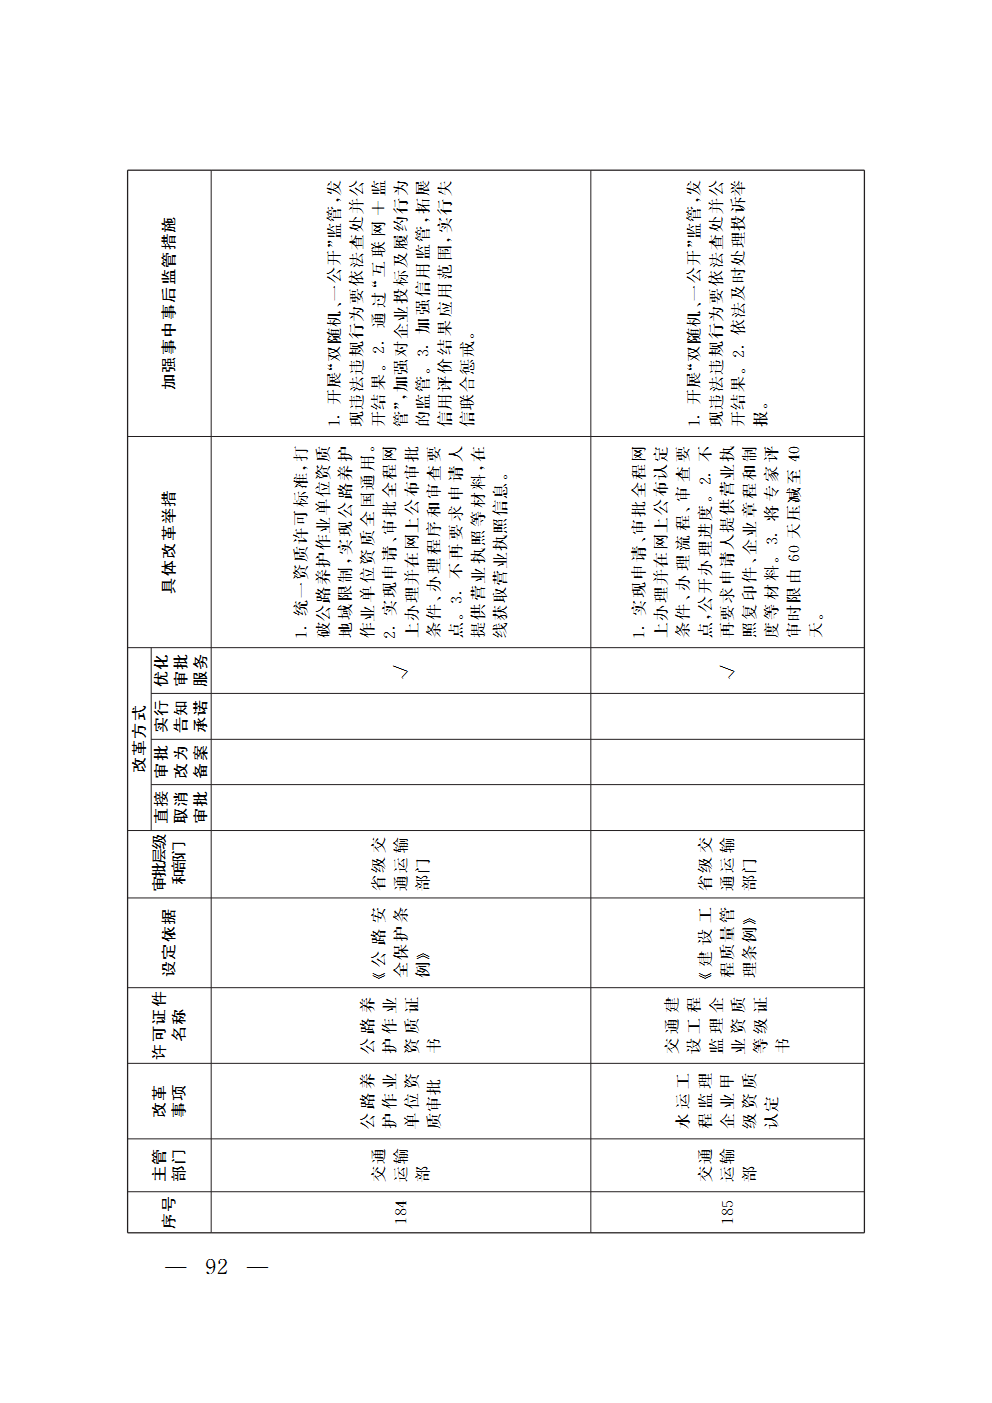 序号
主管
部门
改革
事项
许可证件
名称
设定依据
审批层级
和部门
改革方式
直接
取消
审批
审批
改为
备案
实行
告知
承诺
优化
审批
服务
具体改革举措
加强事中事后监管措施
184
交通
运输
部
公路养
护作业
单位资
质审批
公路养
护作业
资质证
书
《公路安
全保护条
例》
省级交
通运输
部门
√
1. 统一资质许可标准,打
破公路养护作业单位资质
地域限制,实现公路养护
作业单位资质全国通用。
2. 实现申请、审批全程网
上办理并在网上公布审批
条件、办理程序和审查要
点。3. 不再要求申请人
提供营业执照等材料,在
线获取营业执照信息。
1. 开展“双随机、一公开”监管,发
现违法违规行为要依法查处并公
开结果。2. 通过“互联网＋监
管”,加强对企业投标及履约行为
的监管。3. 加强信用监管,拓展
信用评价结果应用范围,实行失
信联合惩戒。
185
交通
运输
部
水运工
程监理
企业甲
级资质
认定
交通建
设工程
监理企
业资质
等级证
书
《建设工
程质量管
理条例》
省级交
通运输
部门
√
1. 实现申请、审批全程网
上办理并在网上公布认定
条件、办理流程、审查要
点,公开办理进度。2. 不
再要求申请人提供营业执
照复印件、企业章程和制
度等材料。3. 将专家评
审时限由 60 天压减至 40
天。
1. 开展“双随机、一公开”监管,发
现违法违规行为要依法查处并公
开结果。2. 依法及时处理投诉举
报。
— 92 —